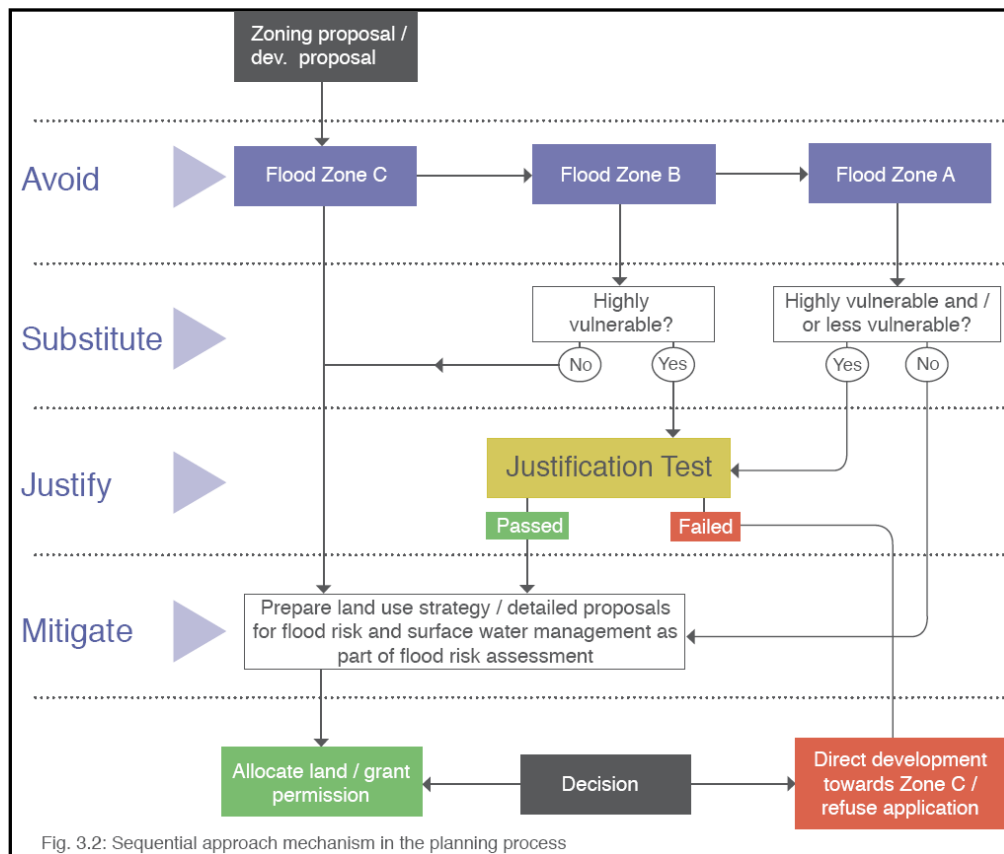 Zoning proposal /
dev. proposal
Avoid
Flood Zone C
Flood Zone B
Flood Zone A
Substitute
Highly
vulnerable?
Highly vulnerable and /
or less vulnerable?
No
Yes
Yes
No
Justify
Justification Test
Passed
Failed
Mitigate
Prepare land use strategy / detailed proposals
for flood risk and surface water management as
part of flood risk assessment
Allocate land / grant
permission
Decision
Direct development
towards Zone C /
refuse application
Fig. 3.2: Sequential approach mechanism in the planning process